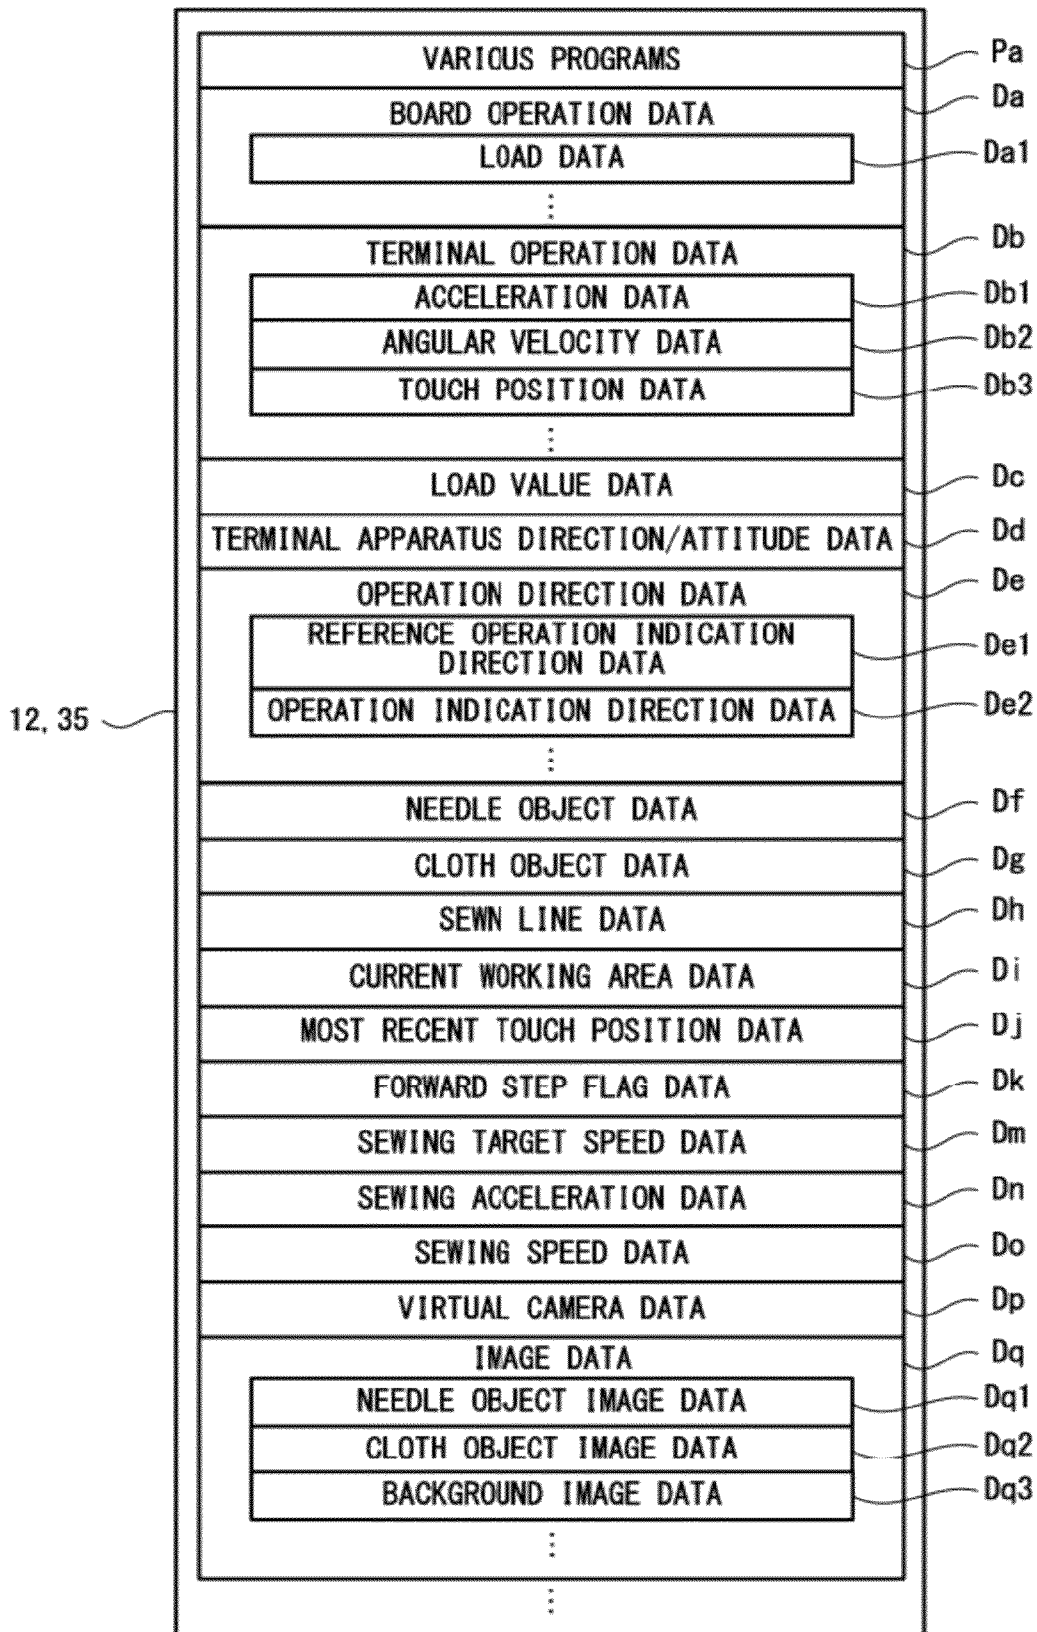 VARIOUS PROGRAMS Pa
BOARD OPERATION DATA Da
LOAD DATA Da1
TERMINAL OPERATION DATA Db
ACCELERATION DATA Db1
ANGULAR VELOCITY DATA Db2
TOUCH POSITION DATA Db3
LOAD VALUE DATA Dc
TERMINAL APPARATUS DIRECTION/ATTITUDE DATA Dd
OPERATION DIRECTION DATA De
REFERENCE OPERATION INDICATION
DIRECTION DATA De1
OPERATION INDICATION DIRECTION DATA De2
12, 35
NEEDLE OBJECT DATA Df
CLOTH OBJECT DATA Dg
SEWN LINE DATA Dh
CURRENT WORKING AREA DATA Di
MOST RECENT TOUCH POSITION DATA Dj
FORWARD STEP FLAG DATA Dk
SEWING TARGET SPEED DATA Dm
SEWING ACCELERATION DATA Dn
SEWING SPEED DATA Do
VIRTUAL CAMERA DATA Dp
IMAGE DATA Dq
NEEDLE OBJECT IMAGE DATA Dq1
CLOTH OBJECT IMAGE DATA Dq2
BACKGROUND IMAGE DATA Dq3